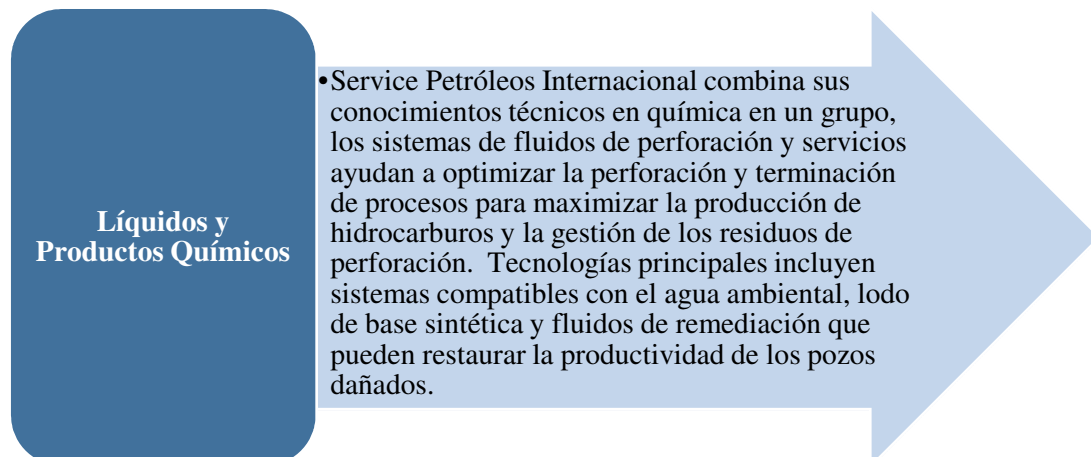 Líquidos y
Productos Químicos
•Service Petróleos Internacional combina sus
conocimientos técnicos en química en un grupo,
los sistemas de fluidos de perforación y servicios
ayudan a optimizar la perforación y terminación
de procesos para maximizar la producción de
hidrocarburos y la gestión de los residuos de
perforación.  Tecnologías principales incluyen
sistemas compatibles con el agua ambiental, lodo
de base sintética y fluidos de remediación que
pueden restaurar la productividad de los pozos
dañados.